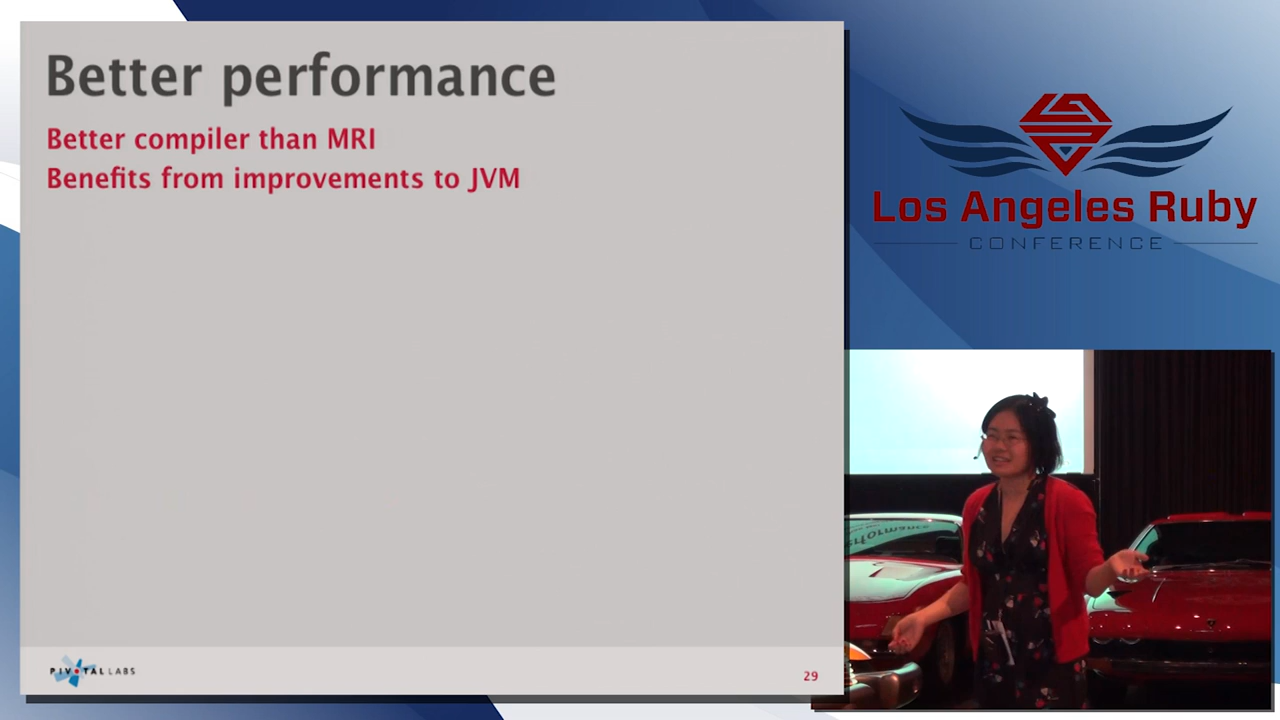 Better performance
Better compiler than MRI
Benefits from improvements to JVM
PIVOTAL LABS
29
Los Angeles Ruby
CONFERENCE